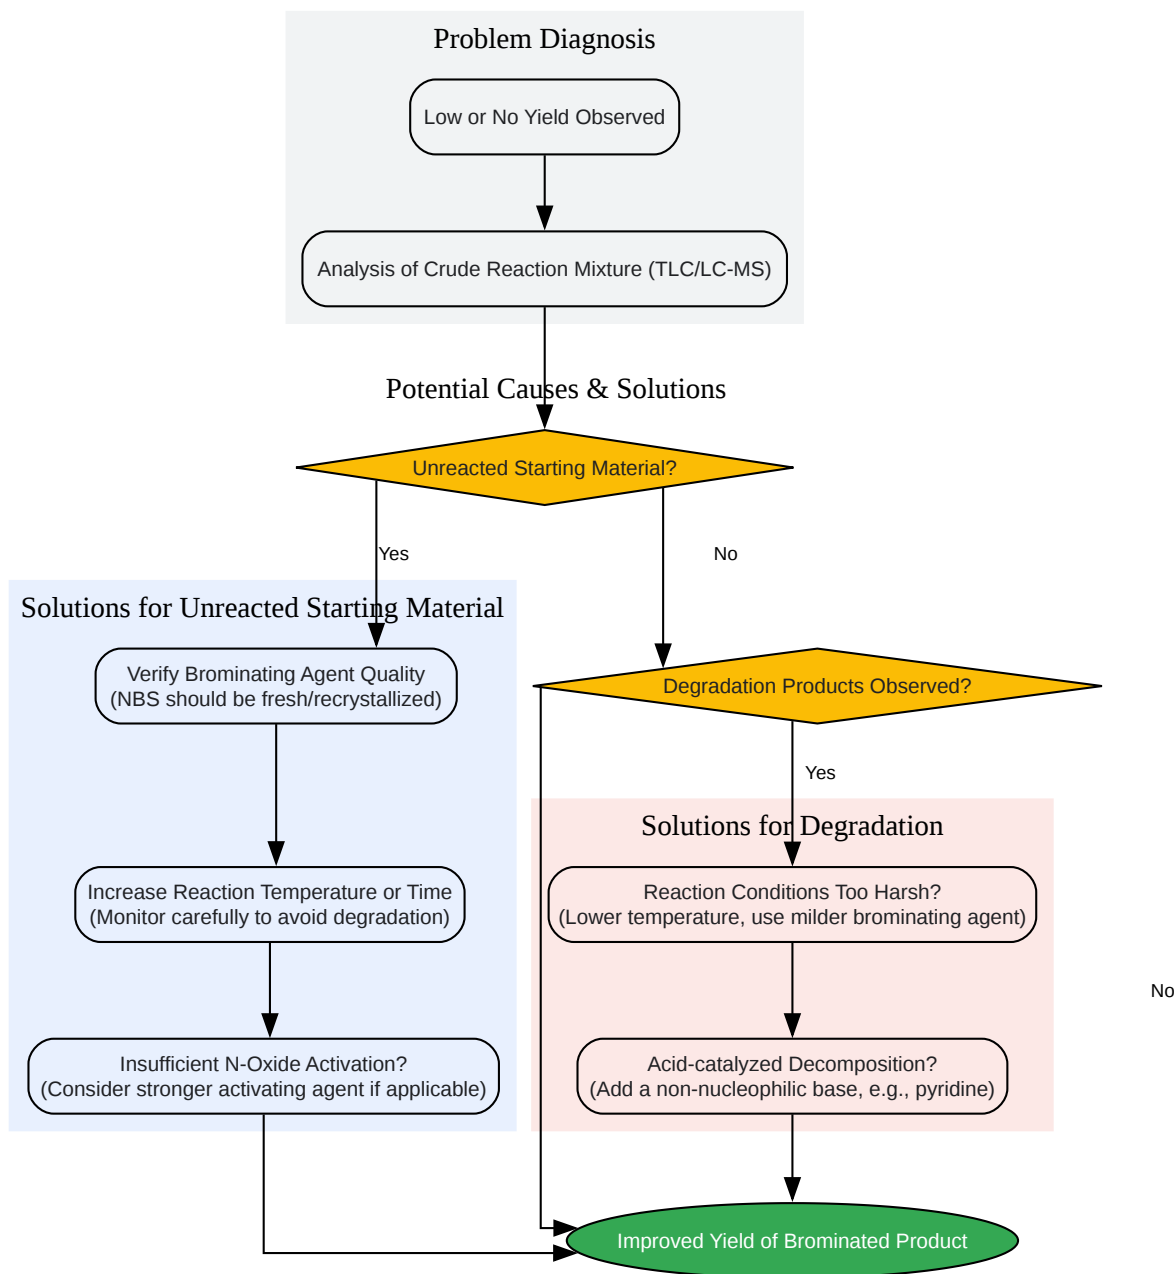 Problem Diagnosis
Low or No Yield Observed
Analysis of Crude Reaction Mixture (TLC/LC-MS)
Potential Causes & Solutions
Unreacted Starting Material?
Yes
No
Solutions for Unreacted Starting Material
Verify Brominating Agent Quality
(NBS should be fresh/recrystallized)
Degradation Products Observed?
Yes
Solutions for Degradation
Increase Reaction Temperature or Time
(Monitor carefully to avoid degradation)
Reaction Conditions Too Harsh?
(Lower temperature, use milder brominating agent)
No
Insufficient N-Oxide Activation?
(Consider stronger activating agent if applicable)
Acid-catalyzed Decomposition?
(Add a non-nucleophilic base, e.g., pyridine)
Improved Yield of Brominated Product